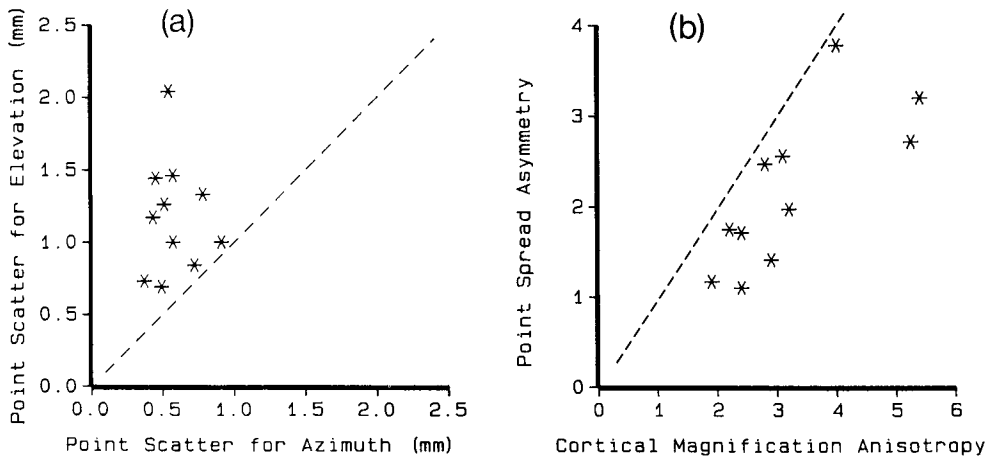 (a)
Point Scatter for Elevation (mm)
2.5
2.0
1.5
1.0
0.5
0.0
0.0 0.5 1.0 1.5 2.0 2.5
Point Scatter for Azimuth (mm)
(b)
Point Spread Asymmetry
4
3
2
1
0
0 1 2 3 4 5 6
Cortical Magnification Anisotropy